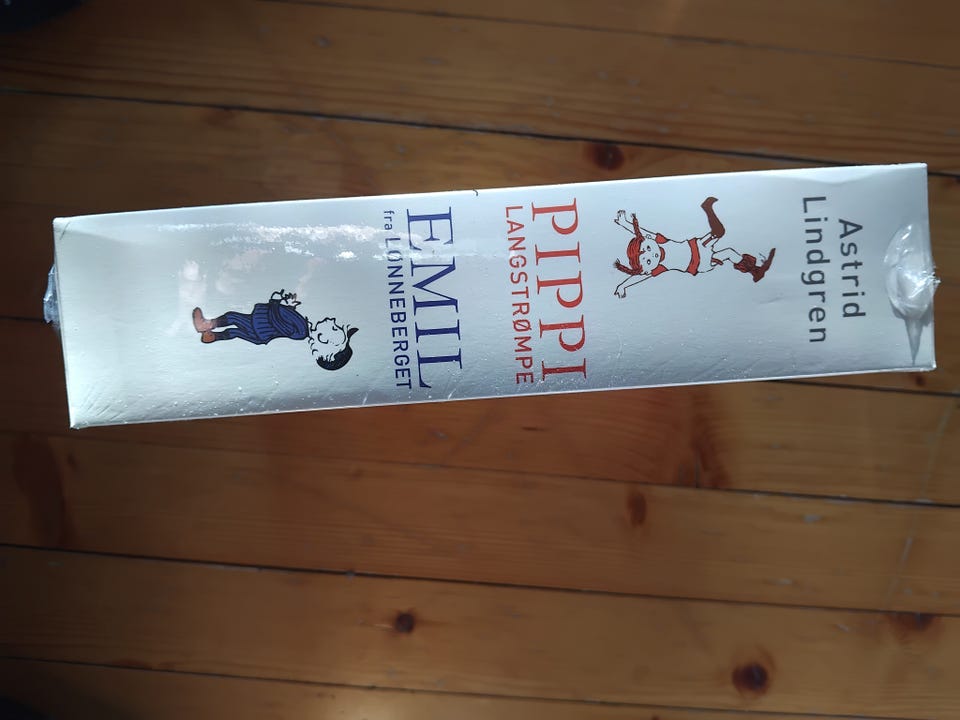 Astrid
Lindgren
PIPPI
LANGSTRØMPE
EMIL
fra LØNNEBERGET